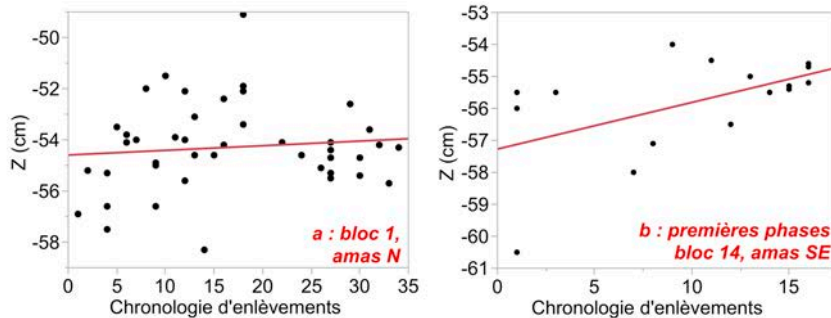 -50
-52
-54
-56
-58
Z (cm)
0 5 10 15 20 25 30 35
Chronologie d'enlèvements
a : bloc 1,
amas N
-53
-54
-55
-56
-57
-58
-59
-60
-61
Z (cm)
0 5 10 15
Chronologie d'enlèvements
b : premières phases
bloc 14, amas SE